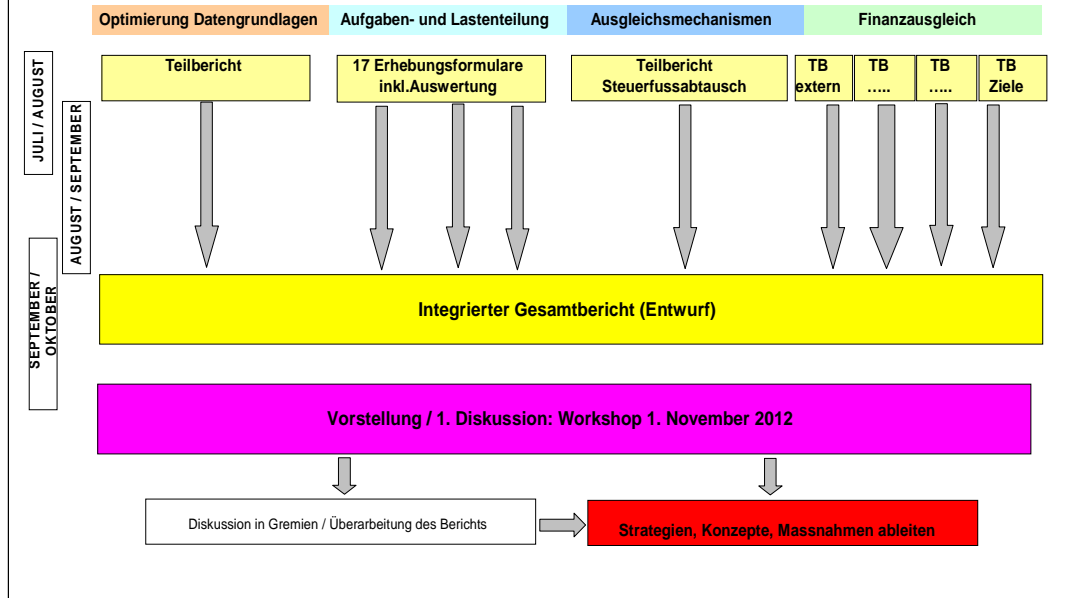 Optimierung Datengrundlagen
Aufgaben- und Lastenteilung
Ausgleichsmechanismen
Finanzausgleich
JULI / AUGUST
Teilbericht
17 Erhebungsformulare
inkl.Auswertung
Teilbericht
Steuerfussabtausch
TB
extern
TB
…..
TB
…..
TB
Ziele
AUGUST / SEPTEMBER
SEPTEMBER /
OKTOBER
Integrierter Gesamtbericht (Entwurf)
Vorstellung / 1. Diskussion: Workshop 1. November 2012
Diskussion in Gremien / Überarbeitung des Berichts
Strategien, Konzepte, Massnahmen ableiten